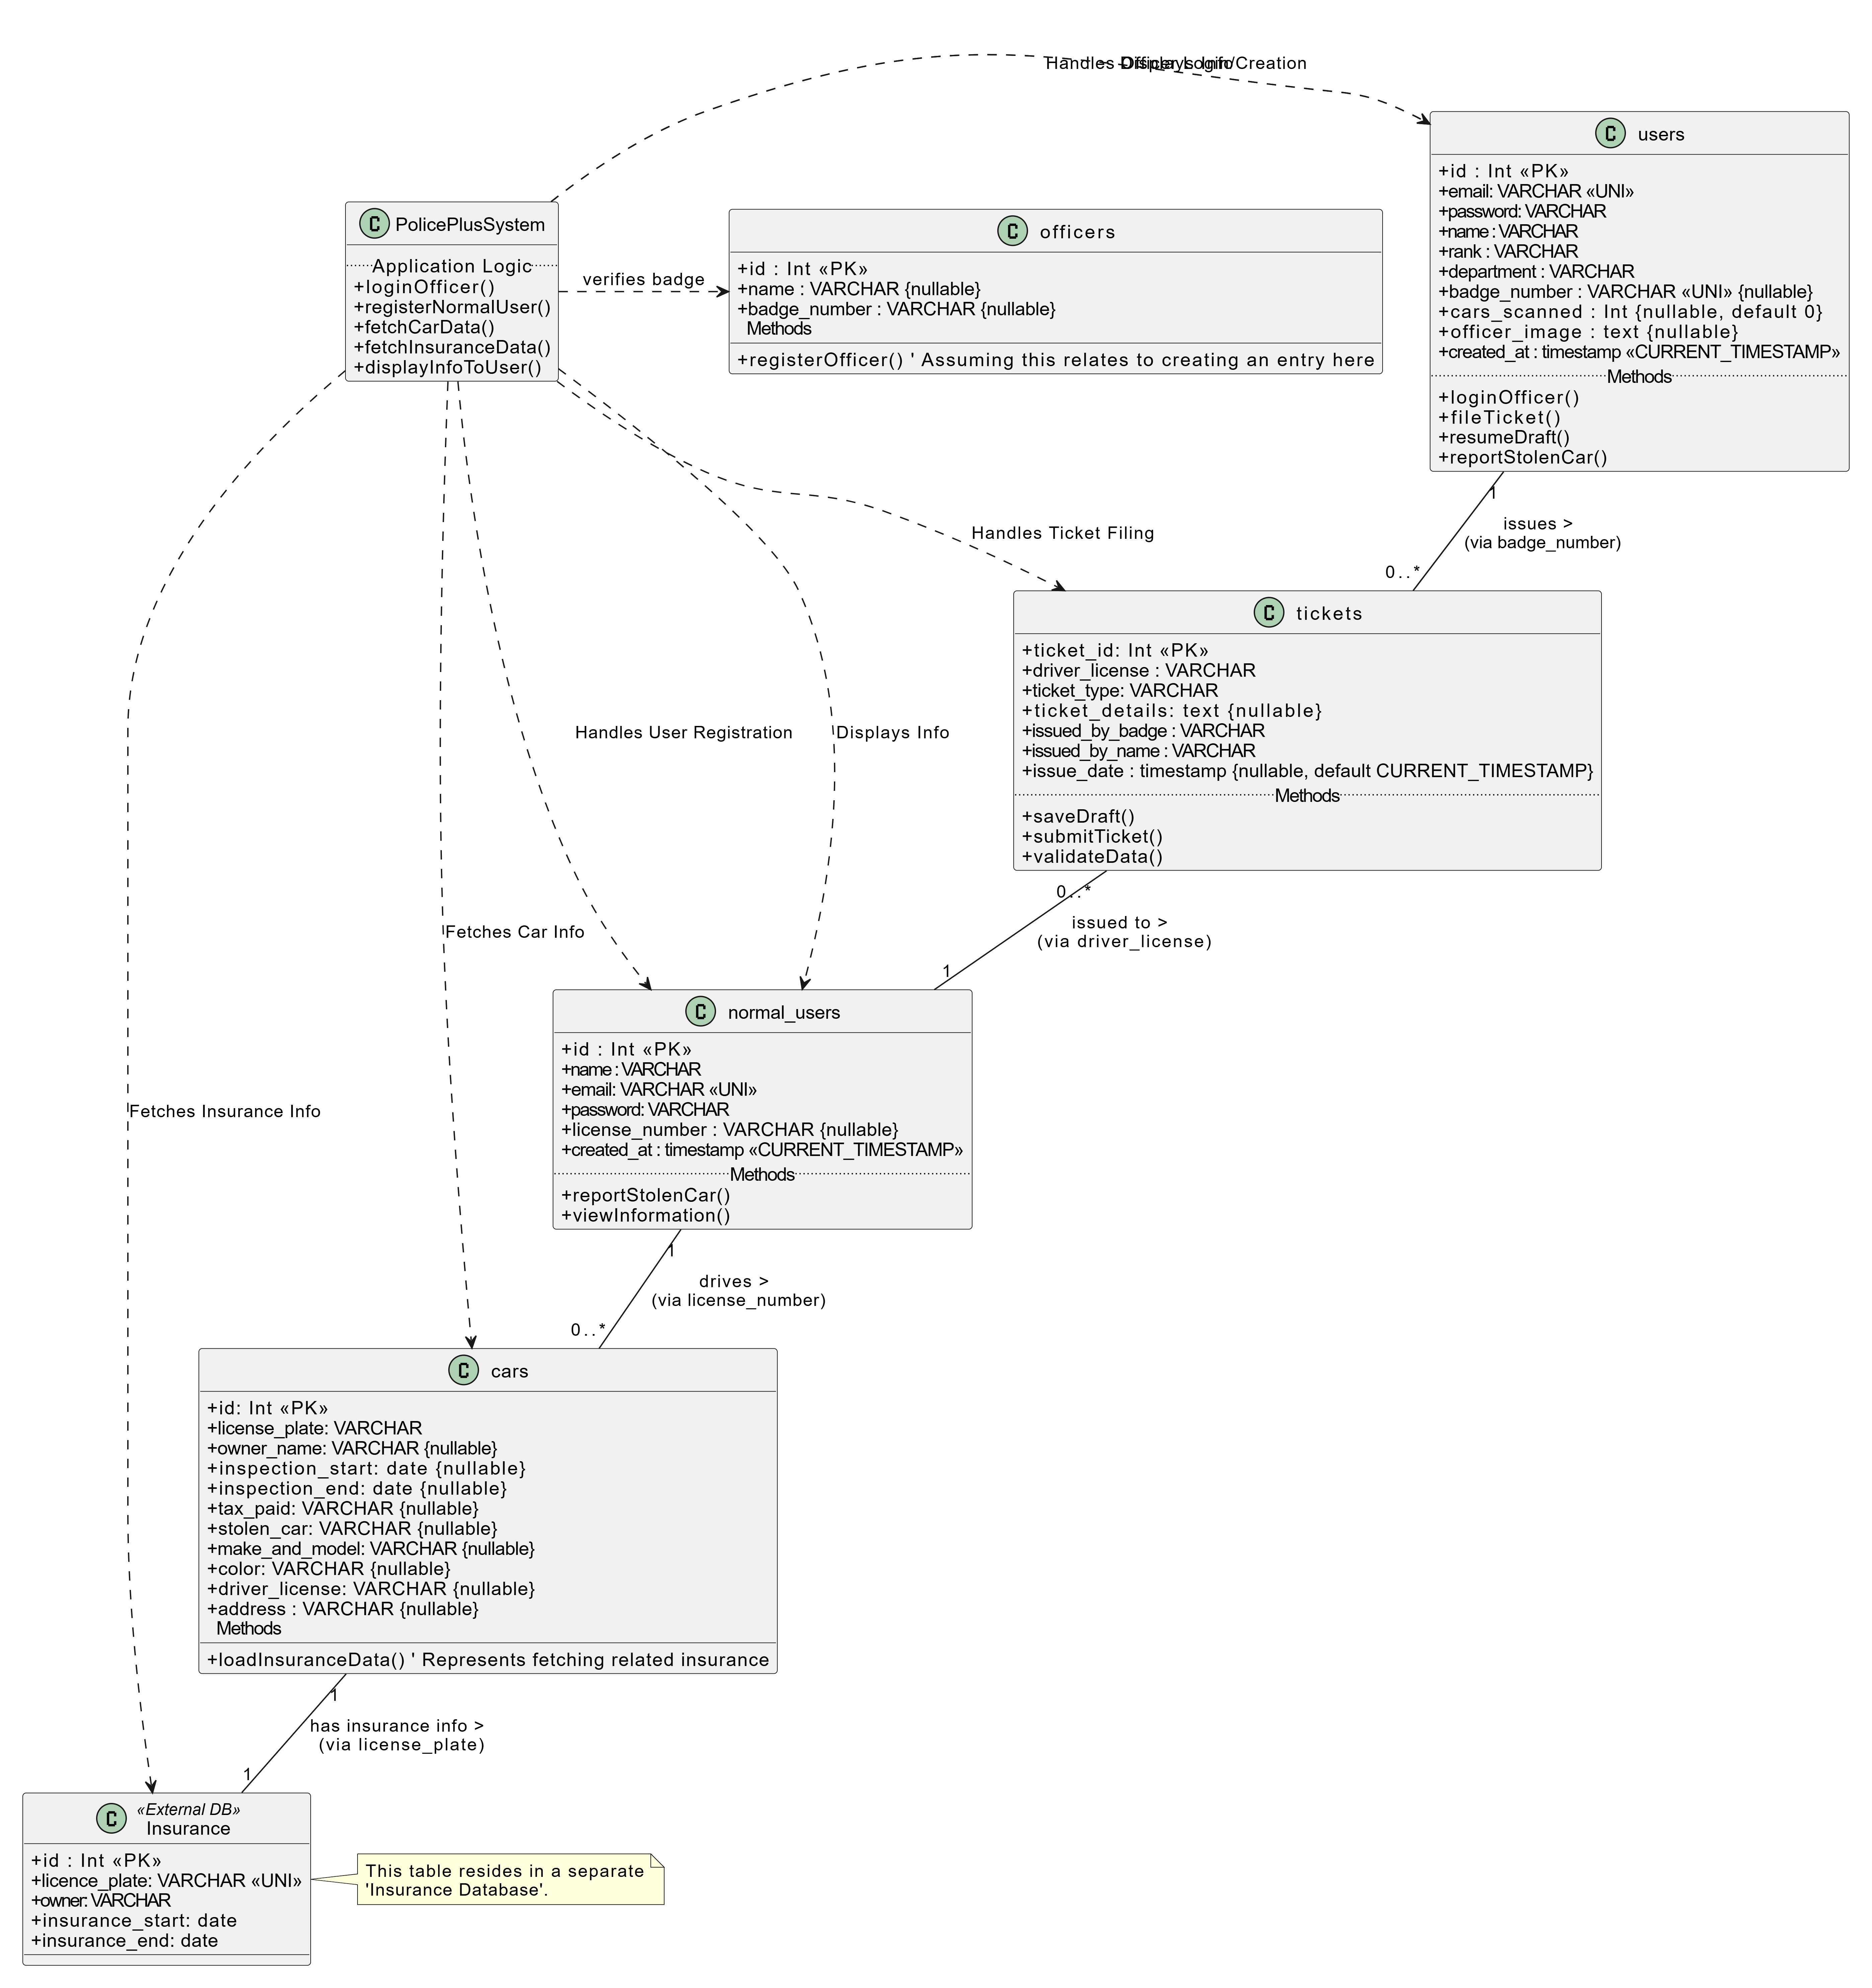 Handles Officer Login/Creation
Displays Info
C users
+id : Int «PK»
+email: VARCHAR «UNI»
+password: VARCHAR
+name : VARCHAR
+rank : VARCHAR
+department : VARCHAR
+badge_number : VARCHAR «UNI» {nullable}
+cars_scanned : Int {nullable, default 0}
+officer_image : text {nullable}
+created_at : timestamp «CURRENT_TIMESTAMP»
Methods
+loginOfficer()
+fileTicket()
+resumeDraft()
+reportStolenCar()
C PolicePlusSystem
Application Logic
+loginOfficer()
+registerNormalUser()
+fetchCarData()
+fetchInsuranceData()
+displayInfoToUser()
verifies badge
C officers
+id : Int «PK»
+name : VARCHAR {nullable}
+badge_number : VARCHAR {nullable}
Methods
+registerOfficer() ' Assuming this relates to creating an entry here
1
issues >
(via badge_number)
0..*
Handles Ticket Filing
C tickets
+ticket_id: Int «PK»
+driver_license : VARCHAR
+ticket_type: VARCHAR
+ticket_details: text {nullable}
+issued_by_badge : VARCHAR
+issued_by_name : VARCHAR
+issue_date : timestamp {nullable, default CURRENT_TIMESTAMP}
Methods
+saveDraft()
+submitTicket()
+validateData()
Handles User Registration
Displays Info
0..*
issued to >
(via driver_license)
1
Fetches Car Info
C normal_users
+id : Int «PK»
+name : VARCHAR
+email: VARCHAR «UNI»
+password: VARCHAR
+license_number : VARCHAR {nullable}
+created_at : timestamp «CURRENT_TIMESTAMP»
Methods
+reportStolenCar()
+viewInformation()
Fetches Insurance Info
1
drives >
(via license_number)
0..*
C cars
+id: Int «PK»
+license_plate: VARCHAR
+owner_name: VARCHAR {nullable}
+inspection_start: date {nullable}
+inspection_end: date {nullable}
+tax_paid: VARCHAR {nullable}
+stolen_car: VARCHAR {nullable}
+make_and_model: VARCHAR {nullable}
+color: VARCHAR {nullable}
+driver_license: VARCHAR {nullable}
+address : VARCHAR {nullable}
Methods
+loadInsuranceData() ' Represents fetching related insurance
1
has insurance info >
(via license_plate)
1
«External DB»
C Insurance
+id : Int «PK»
+licence_plate: VARCHAR «UNI»
+owner: VARCHAR
+insurance_start: date
+insurance_end: date
This table resides in a separate
'Insurance Database'.